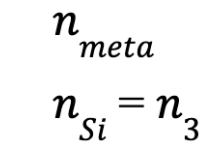 n_meta
n_Si = n_3